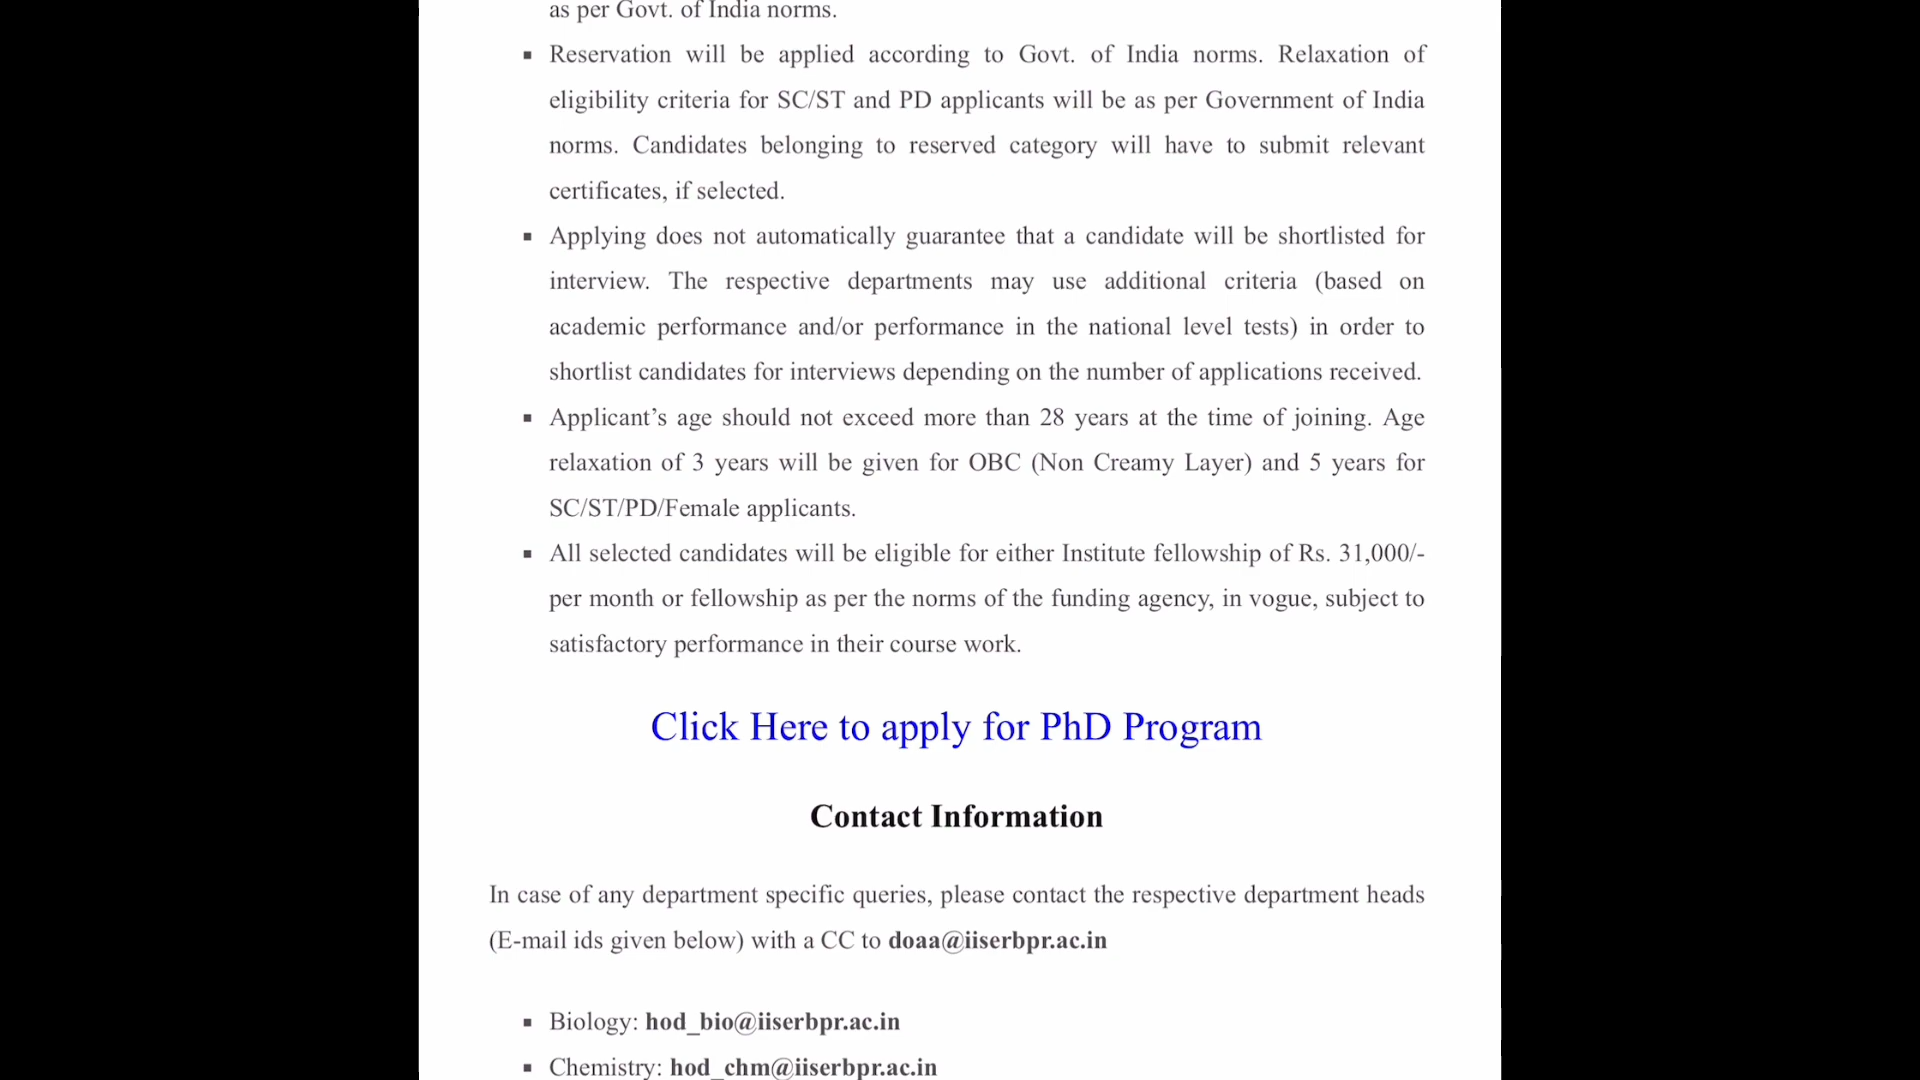 as per Govt. of India norms.
▪ Reservation will be applied according to Govt. of India norms. Relaxation of
eligibility criteria for SC/ST and PD applicants will be as per Government of India
norms. Candidates belonging to reserved category will have to submit relevant
certificates, if selected.
▪ Applying does not automatically guarantee that a candidate will be shortlisted for
interview. The respective departments may use additional criteria (based on
academic performance and/or performance in the national level tests) in order to
shortlist candidates for interviews depending on the number of applications received.
▪ Applicant’s age should not exceed more than 28 years at the time of joining. Age
relaxation of 3 years will be given for OBC (Non Creamy Layer) and 5 years for
SC/ST/PD/Female applicants.
▪ All selected candidates will be eligible for either Institute fellowship of Rs. 31,000/-
per month or fellowship as per the norms of the funding agency, in vogue, subject to
satisfactory performance in their course work.
Click Here to apply for PhD Program
Contact Information
In case of any department specific queries, please contact the respective department heads
(E-mail ids given below) with a CC to doaa@iiserbpr.ac.in
▪ Biology: hod_bio@iiserbpr.ac.in
▪ Chemistry: hod_chm@iiserbpr.ac.in